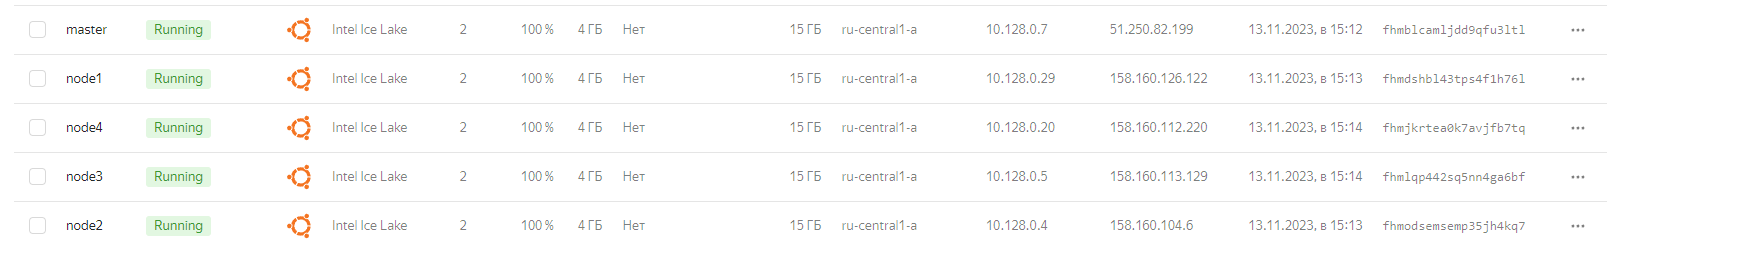 master Running Intel Ice Lake 2 100 % 4 ГБ Нет 15 ГБ ru-central1-a 10.128.0.7 51.250.82.199 13.11.2023, в 15:12 fhmblcamljdd9qfu3ltl ...
node1 Running Intel Ice Lake 2 100 % 4 ГБ Нет 15 ГБ ru-central1-a 10.128.0.29 158.160.126.122 13.11.2023, в 15:13 fhmdshbl43tps4f1h76l ...
node4 Running Intel Ice Lake 2 100 % 4 ГБ Нет 15 ГБ ru-central1-a 10.128.0.20 158.160.112.220 13.11.2023, в 15:14 fhmjkrtea0k7avjfb7tq ...
node3 Running Intel Ice Lake 2 100 % 4 ГБ Нет 15 ГБ ru-central1-a 10.128.0.5 158.160.113.129 13.11.2023, в 15:14 fhmlqp442sq5nn4ga6bf ...
node2 Running Intel Ice Lake 2 100 % 4 ГБ Нет 15 ГБ ru-central1-a 10.128.0.4 158.160.104.6 13.11.2023, в 15:13 fhmodsemsemp35jh4kq7 ...